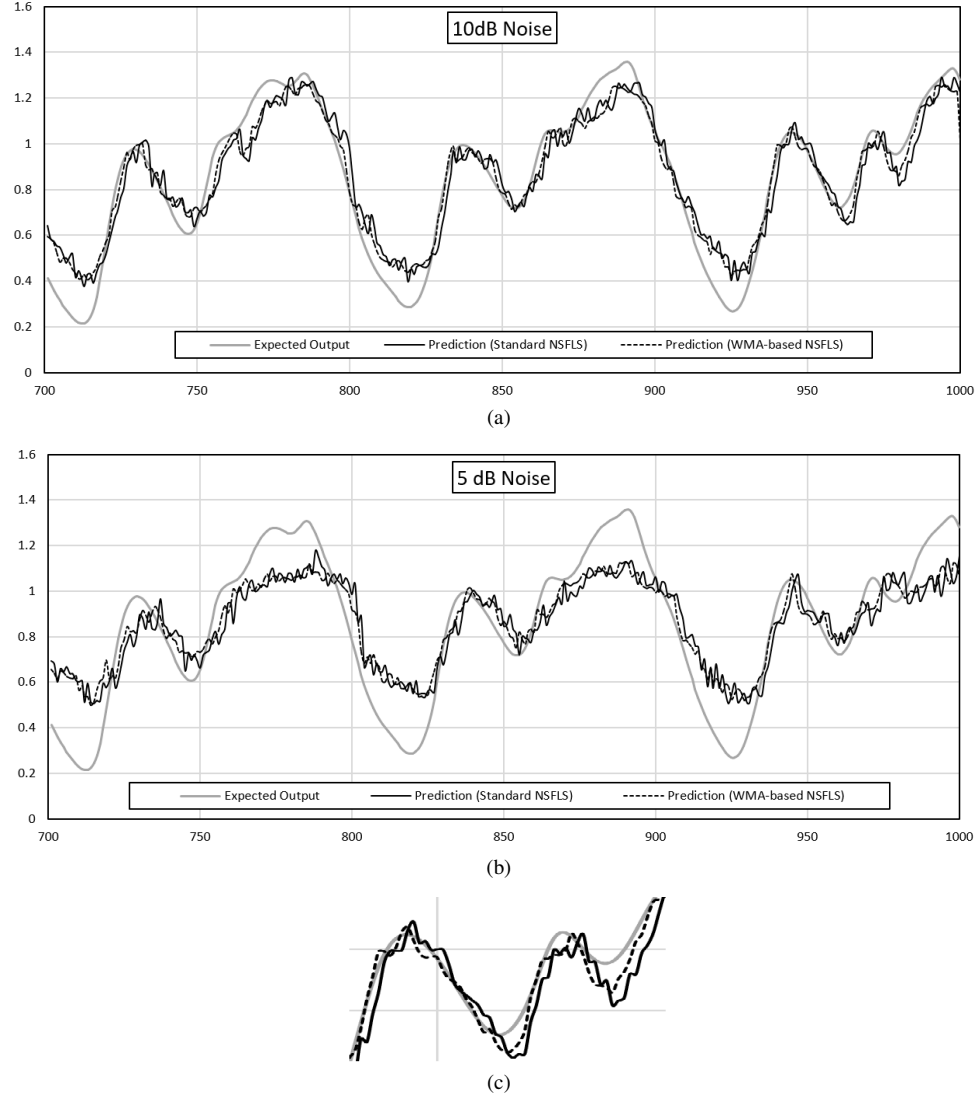 10dB Noise
1.6
1.4
1.2
1
0.8
0.6
0.4
0.2
0
Expected Output Prediction (Standard NSFLS) Prediction (WMA-based NSFLS)
700 750 800 850 900 950 1000
(a)
5 dB Noise
1.6
1.4
1.2
1
0.8
0.6
0.4
0.2
0
Expected Output Prediction (Standard NSFLS) Prediction (WMA-based NSFLS)
700 750 800 850 900 950 1000
(b)
(c)